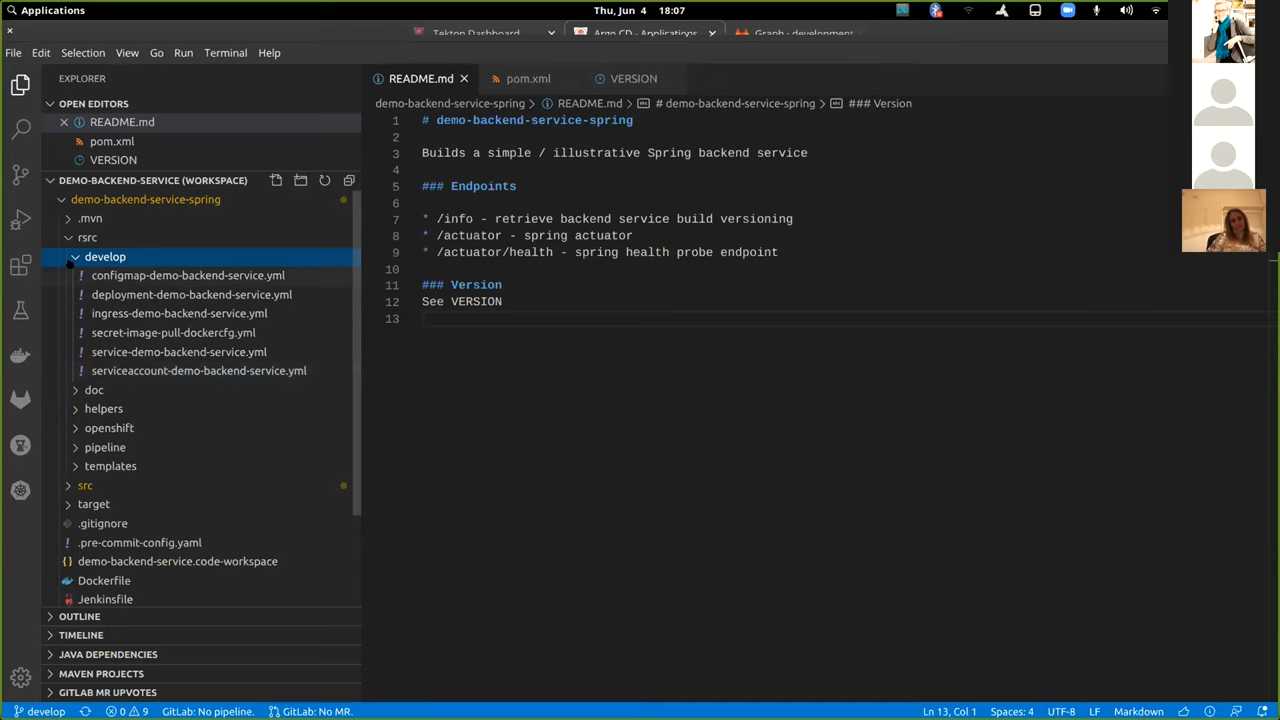 Applications
Thu, Jun 4 18:07
Tekton Dashboard
Argo CD - Applications
Graph · development
File Edit Selection View Go Run Terminal Help
EXPLORER
OPEN EDITORS
README.md
pom.xml
VERSION
DEMO-BACKEND-SERVICE (WORKSPACE)
demo-backend-service-spring
.mvn
rsrc
develop
configmap-demo-backend-service.yml
deployment-demo-backend-service.yml
ingress-demo-backend-service.yml
secret-image-pull-dockercfg.yml
service-demo-backend-service.yml
serviceaccount-demo-backend-service.yml
doc
helpers
openshift
pipeline
templates
src
target
.gitignore
.pre-commit-config.yaml
demo-backend-service.code-workspace
Dockerfile
Jenkinsfile
OUTLINE
TIMELINE
JAVA DEPENDENCIES
MAVEN PROJECTS
GITLAB MR UPVOTES
README.md pom.xml VERSION
demo-backend-service-spring > README.md > # demo-backend-service-spring > ### Version
1 # demo-backend-service-spring
2
3 Builds a simple / illustrative Spring backend service
4
5 ### Endpoints
6
7 * /info - retrieve backend service build versioning
8 * /actuator - spring actuator
9 * /actuator/health - spring health probe endpoint
10
11 ### Version
12 See VERSION
13
develop 0 9 GitLab: No pipeline. GitLab: No MR. Ln 13, Col 1 Spaces: 4 UTF-8 LF Markdown